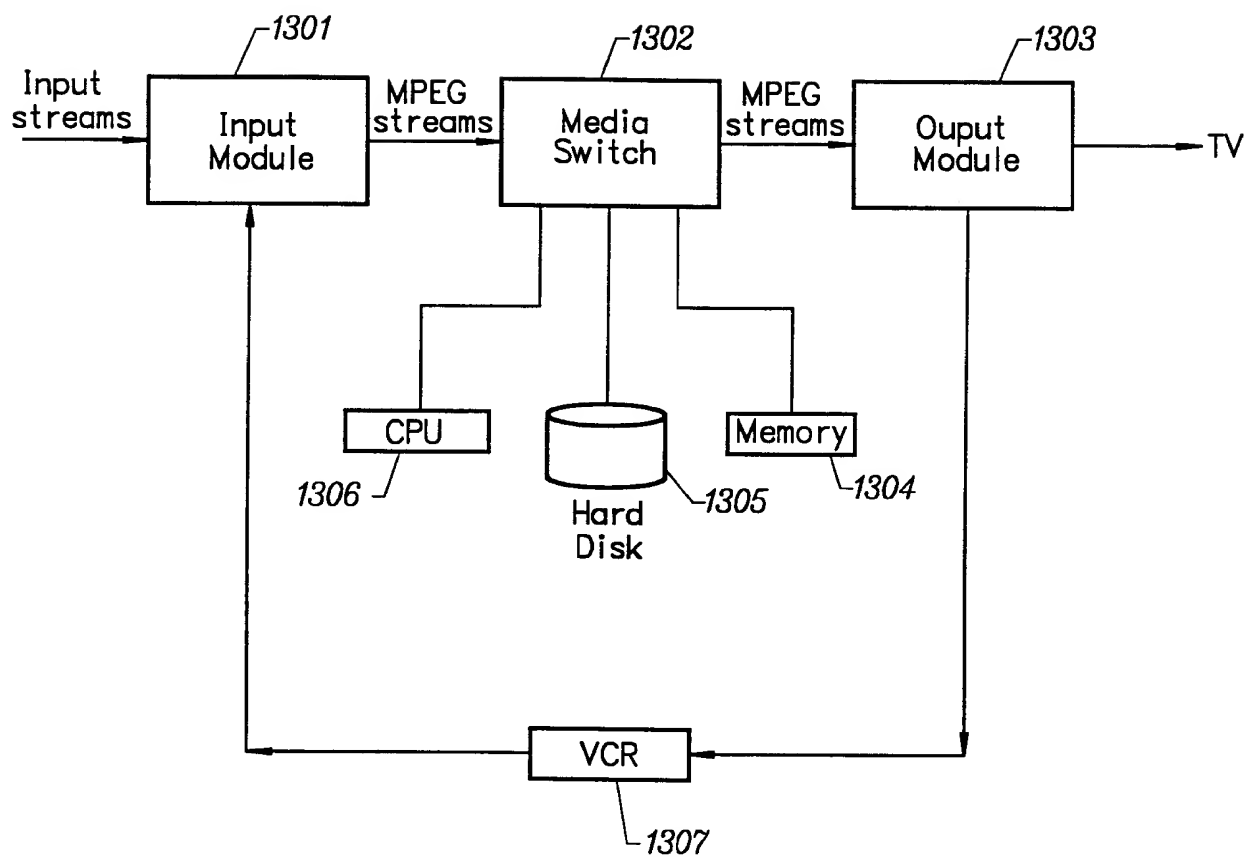 1301
1302
1303
Input
streams
Input
Module
MPEG
streams
Media
Switch
MPEG
streams
Ouput
Module
TV
CPU
1306
Hard
Disk
1305
Memory
1304
VCR
1307